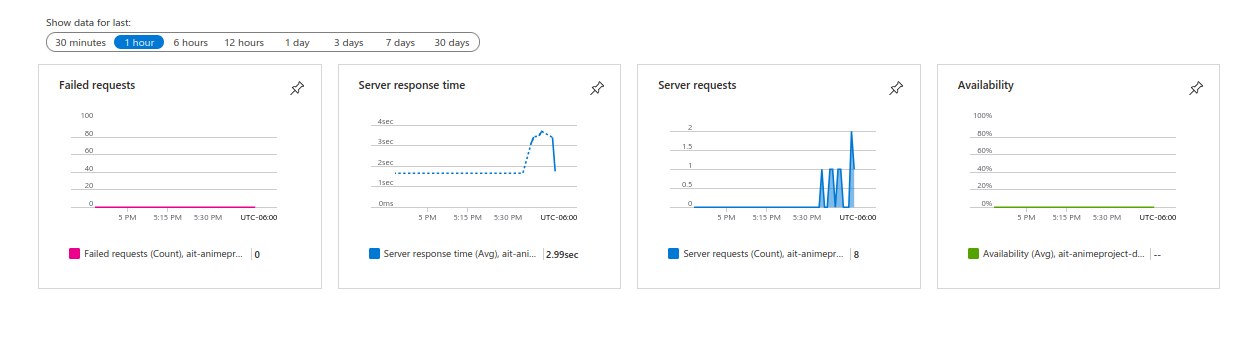 Show data for last:
30 minutes 1 hour 6 hours 12 hours 1 day 3 days 7 days 30 days
Failed requests
100
80
60
40
20
0
5 PM 5:15 PM 5:30 PM UTC-06:00
Failed requests (Count), ait-animepr... 0
Server response time
4sec
3sec
2sec
1sec
0ms
5 PM 5:15 PM 5:30 PM UTC-06:00
Server response time (Avg), ait-ani... 2.99sec
Server requests
2
1.5
1
0.5
0
5 PM 5:15 PM 5:30 PM UTC-06:00
Server requests (Count), ait-animepr... 8
Availability
100%
80%
60%
40%
20%
0%
5 PM 5:15 PM 5:30 PM UTC-06:00
Availability (Avg), ait-animeproject-d... --